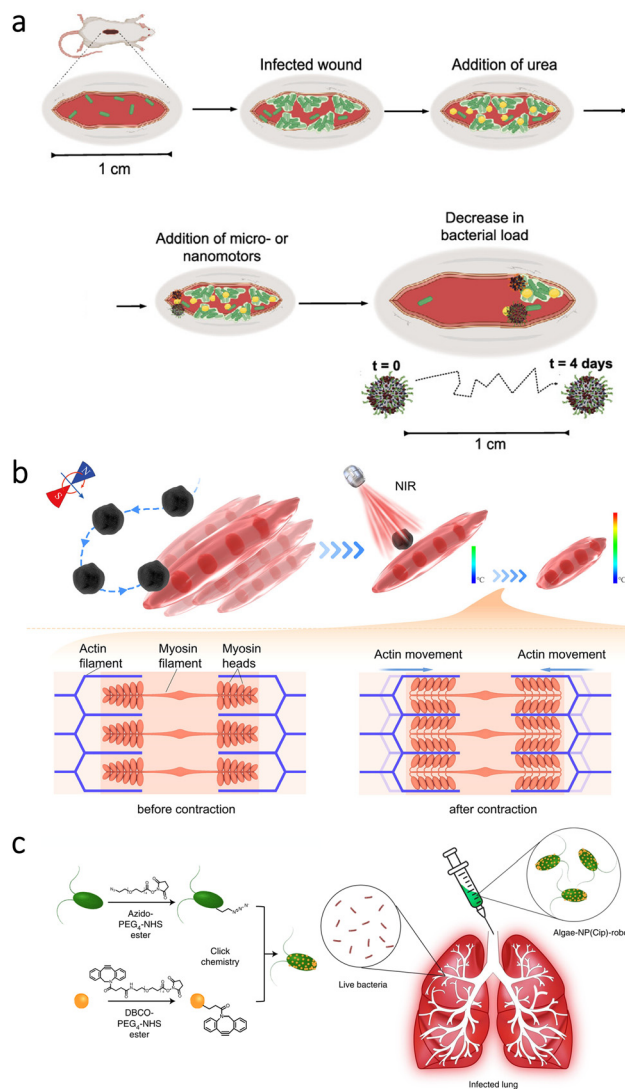 a
Infected wound
Addition of urea
1 cm
Addition of micro- or
nanomotors
Decrease in
bacterial load
t = 0
t = 4 days
1 cm
b
N
S
NIR
°C
°C
Actin
filament
Myosin
filament
Myosin
heads
Actin movement
Actin movement
before contraction
after contraction
c
N₃
Azido-
PEG₄-NHS
ester
Click
chemistry
DBCO-
PEG₄-NHS
ester
Live bacteria
Algae-NP(Cip)-robo
Infected lung